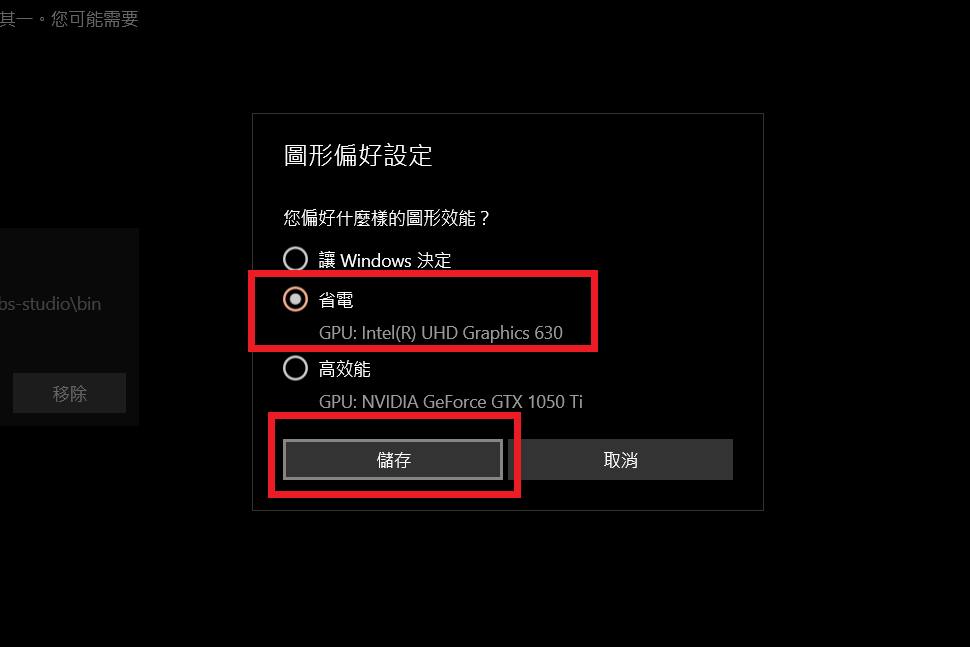 其一。您可能需要
圖形偏好設定
您偏好什麼樣的圖形效能？
讓 Windows 決定
省電
GPU: Intel(R) UHD Graphics 630
高效能
GPU: NVIDIA GeForce GTX 1050 Ti
儲存
取消
bs-studio\bin
移除